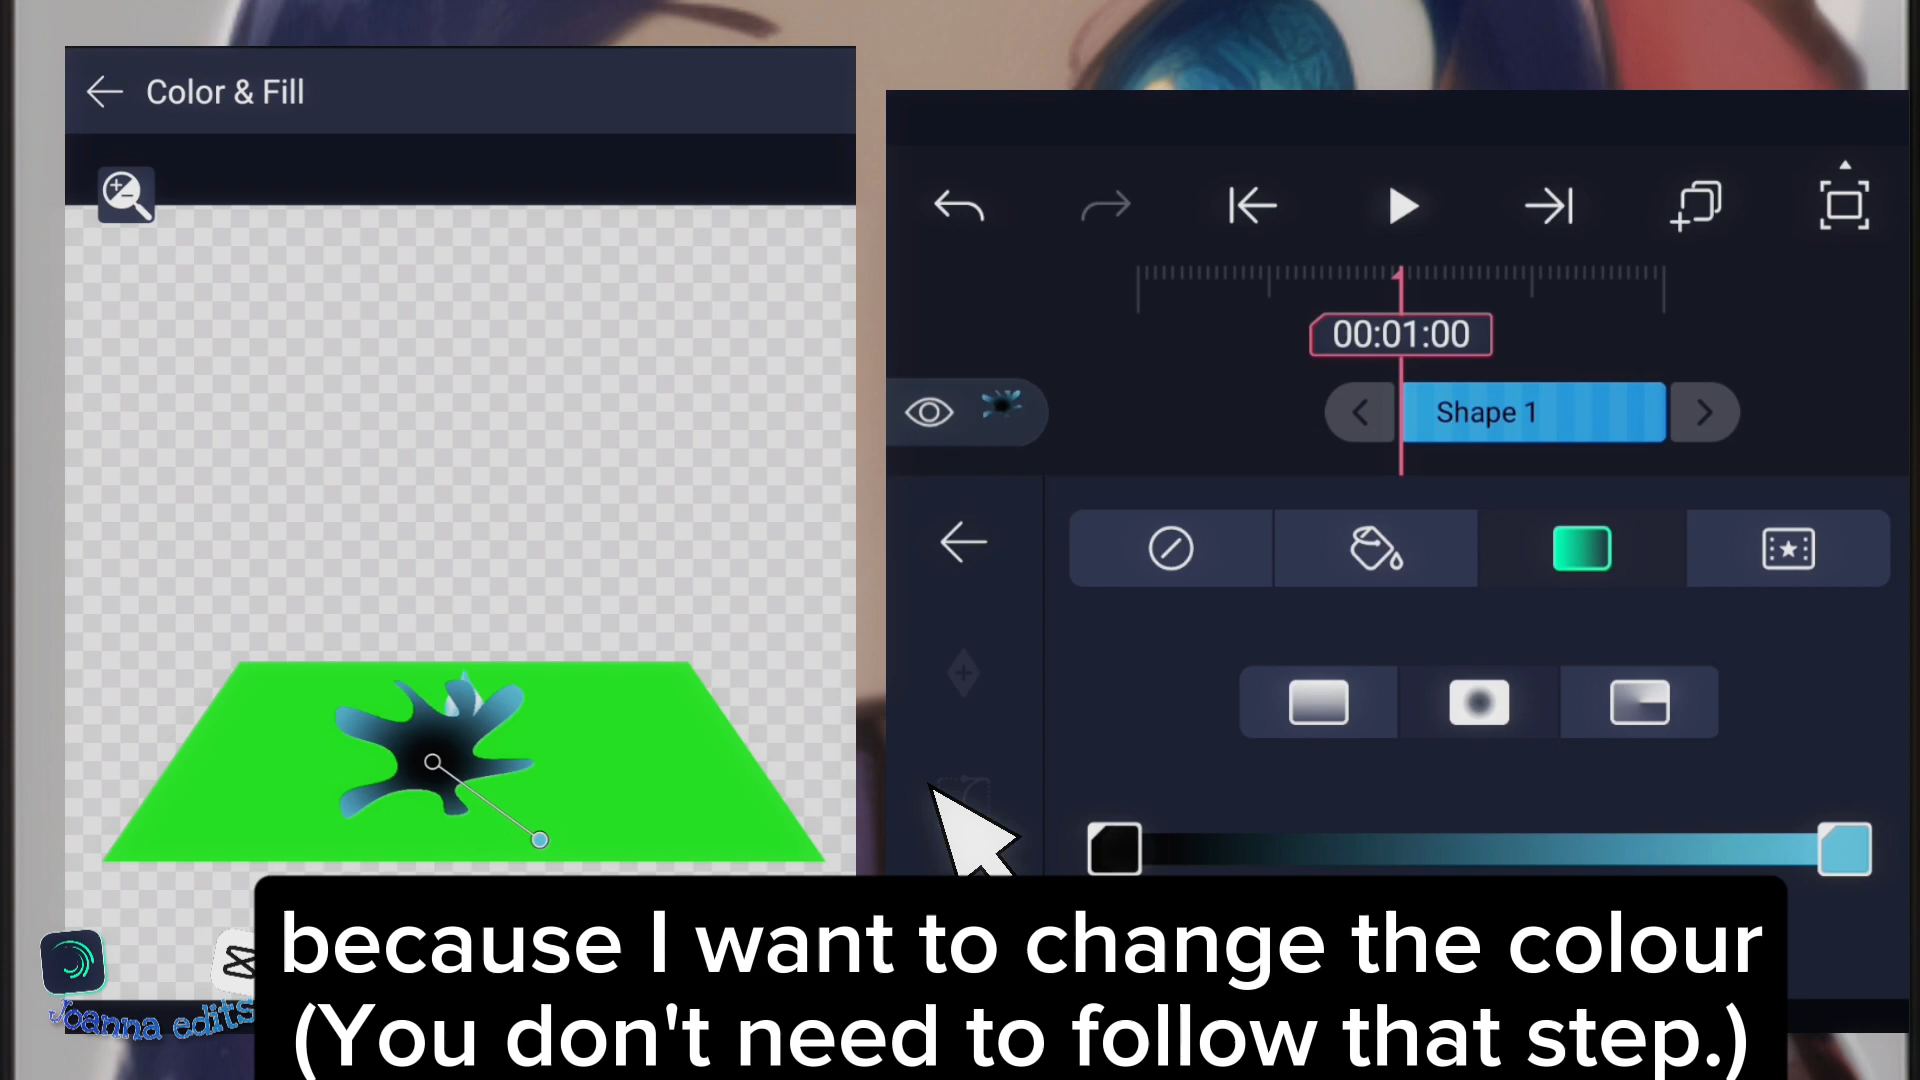 Color & Fill
00:01:00
Shape 1
because I want to change the colour
(You don't need to follow that step.)
Joanna edits